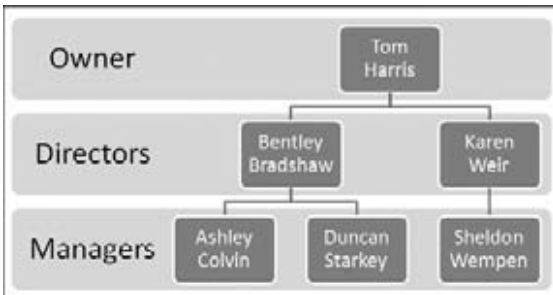 Owner
Tom
Harris
Directors
Bentley
Bradshaw
Karen
Weir
Managers
Ashley
Colvin
Duncan
Starkey
Sheldon
Wempen